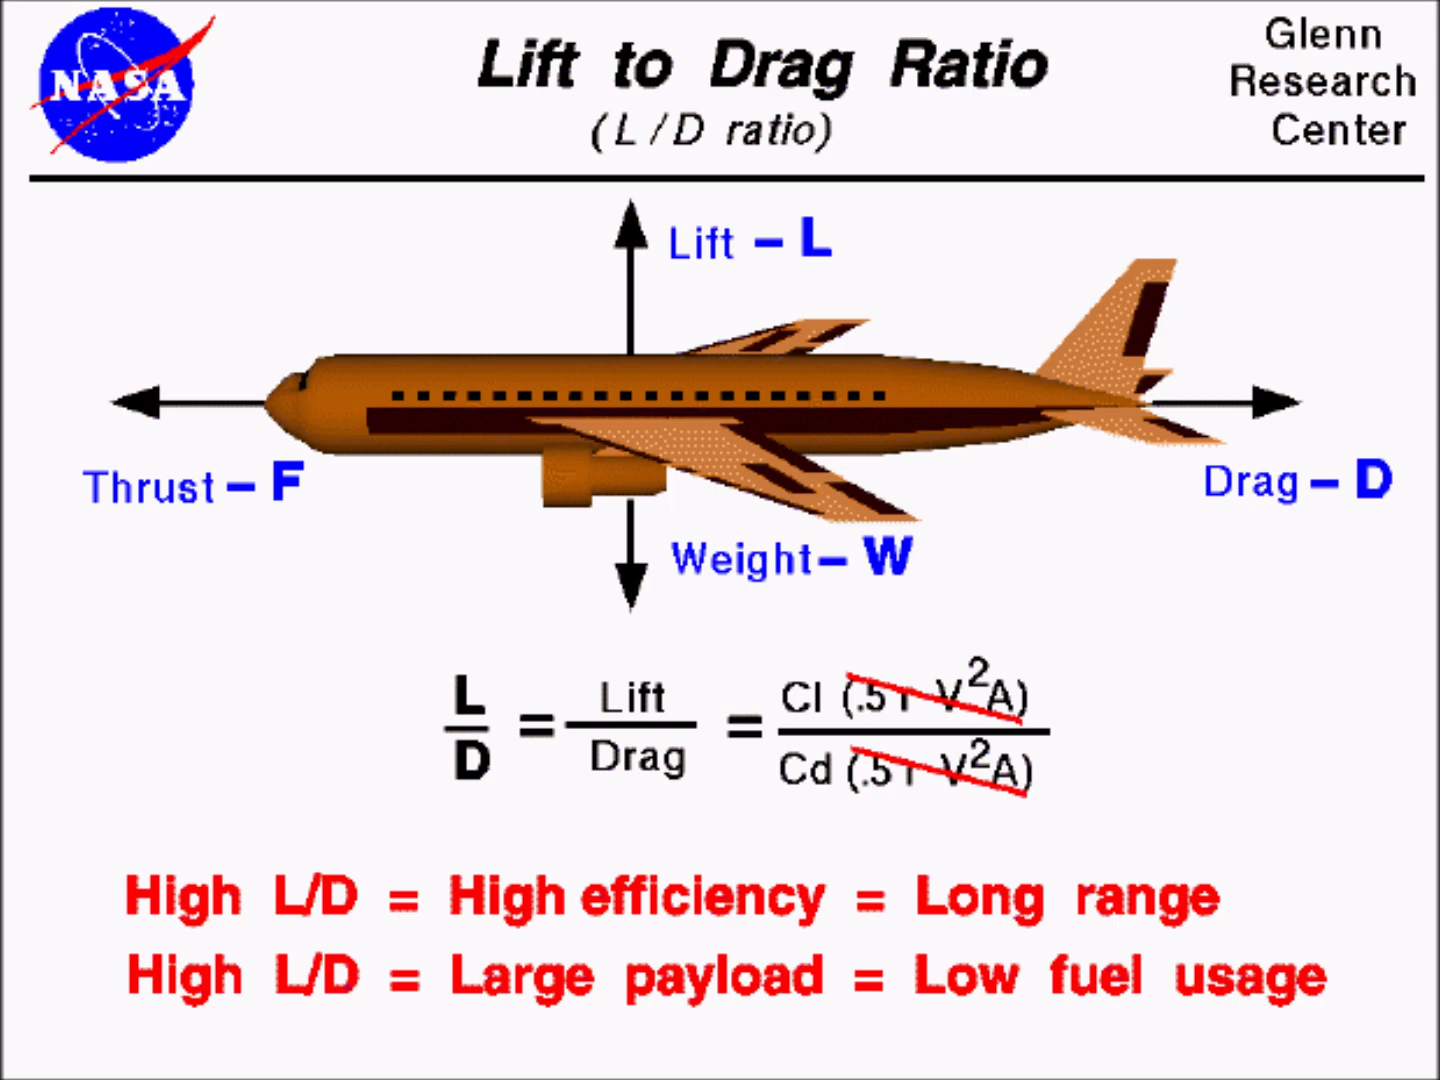 NASA
Lift to Drag Ratio
(L/D ratio)
Glenn
Research
Center
Lift – L
Thrust – F
Drag – D
Weight – W
L/D = Lift/Drag = Cl (.5 r V²A)/Cd (.5 r V²A)
High L/D = High efficiency = Long range
High L/D = Large payload = Low fuel usage